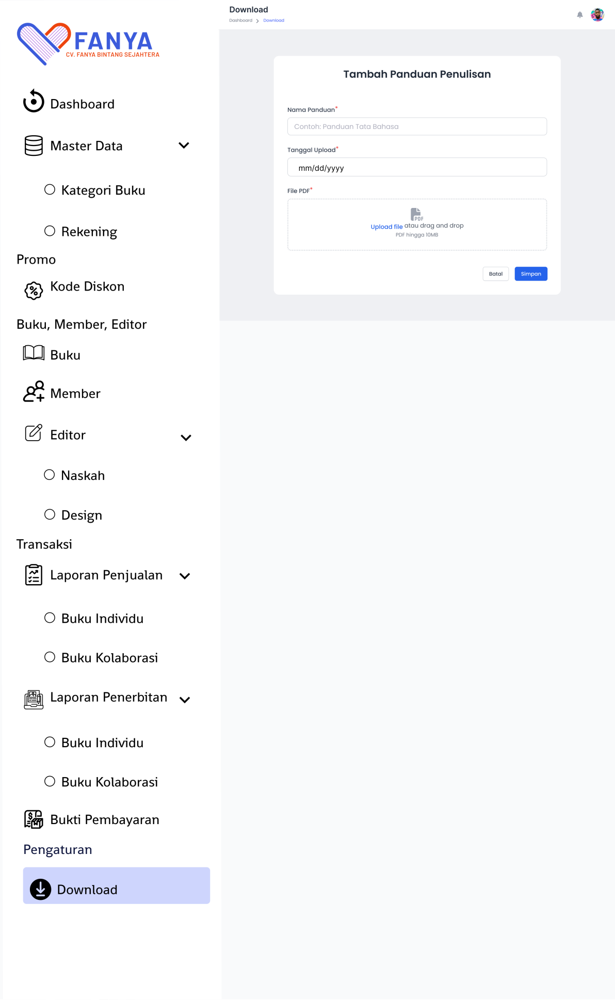 FANYA
CV. FANYA BINTANG SEJAHTERA
Dashboard
Master Data
Kategori Buku
Rekening
Promo
Kode Diskon
Buku, Member, Editor
Buku
Member
Editor
Naskah
Design
Transaksi
Laporan Penjualan
Buku Individu
Buku Kolaborasi
Laporan Penerbitan
Buku Individu
Buku Kolaborasi
Bukti Pembayaran
Pengaturan
Download
Download
Dashboard > Download
Tambah Panduan Penulisan
Nama Panduan*
Contoh: Panduan Tata Bahasa
Tanggal Upload*
mm/dd/yyyy
File PDF*
PDF
Upload file atau drag and drop
PDF hingga 10MB
Batal Simpan